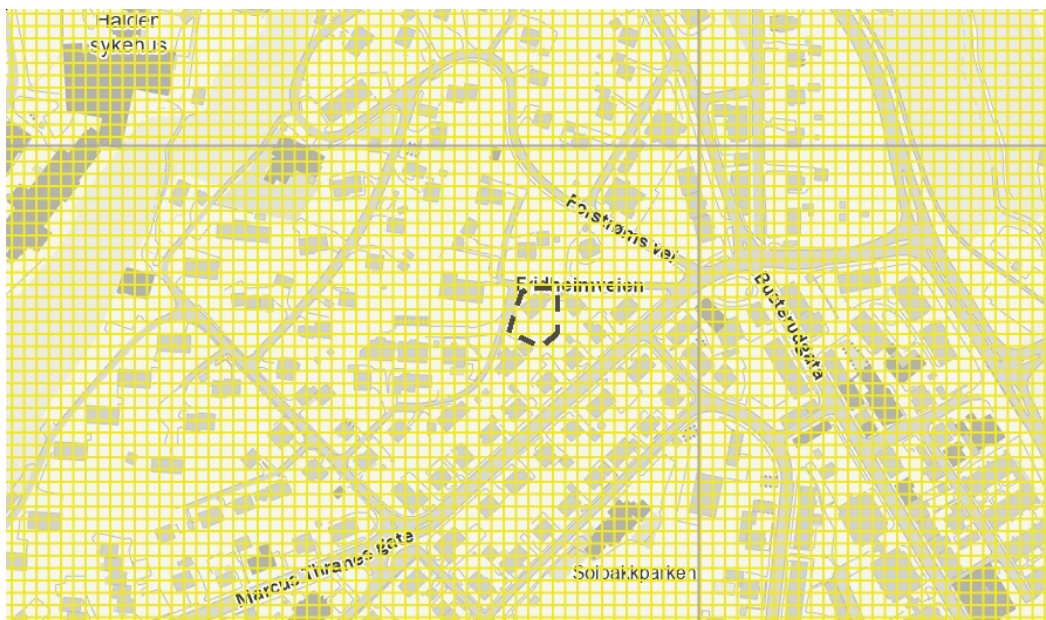 Halden
sykehus
Forstrøms vei
Fridheimveien
Busterudgata
Marcus Thranes gate
Solbakkparken